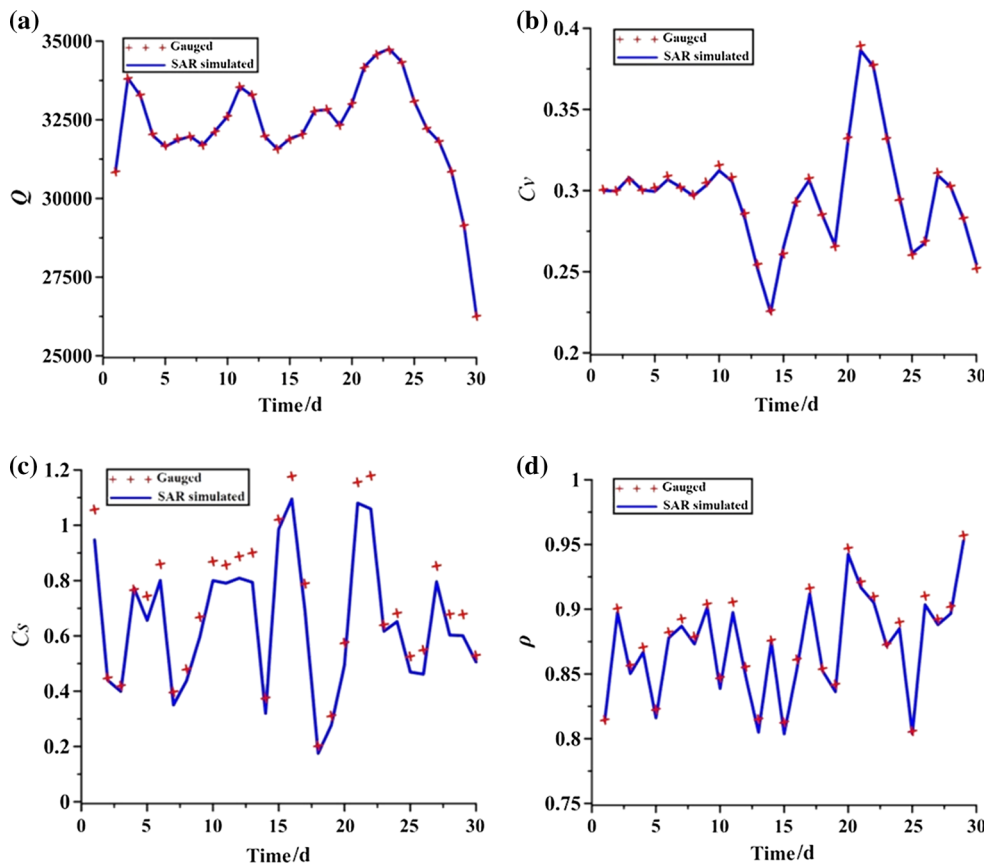 (a)
35000
32500
30000
27500
25000
Q
Gaugcd
SAR simulated
0 5 10 15 20 25 30
Time/d
(b)
0.4
0.35
0.3
0.25
0.2
Cv
Gaugcd
SAR simulated
0 5 10 15 20 25 30
Time/d
(c)
1.2
1
0.8
0.6
0.4
0.2
0
Cs
Gaugcd
SAR simulated
0 5 10 15 20 25 30
Time/d
(d)
1
0.95
0.9
0.85
0.8
0.75
ρ
Gaugcd
SAR simulated
0 5 10 15 20 25 30
Time/d